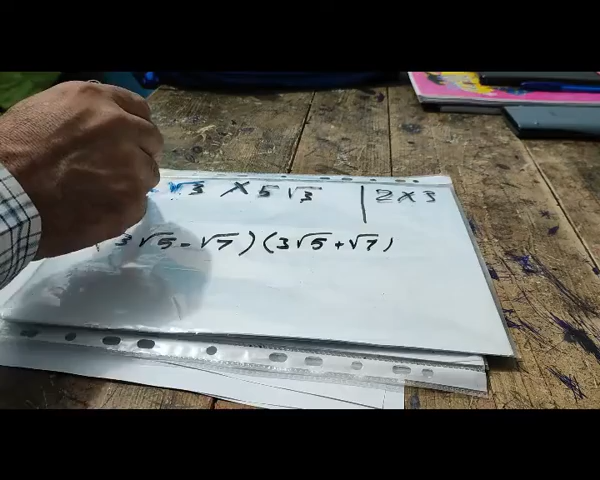 √3 × 5√3 | 2×3
(3√5-√7)(3√5+√7)